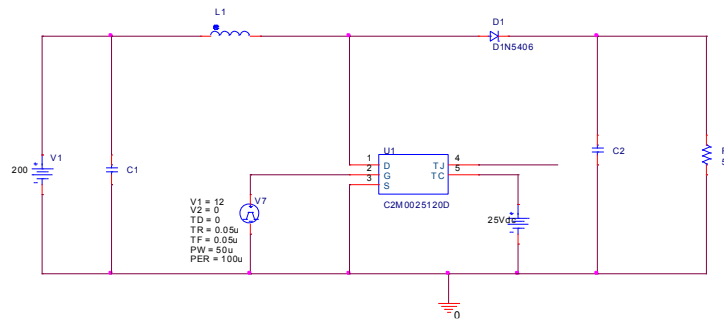 L1
D1
D1N5406
V1
200
C1
U1
1
D
TJ
4
2
G
TC
5
3
S
C2M0025120D
C2
R
5
V7
V1 = 12
V2 = 0
TD = 0
TR = 0.05u
TF = 0.05u
PW = 50u
PER = 100u
25Vdc
0